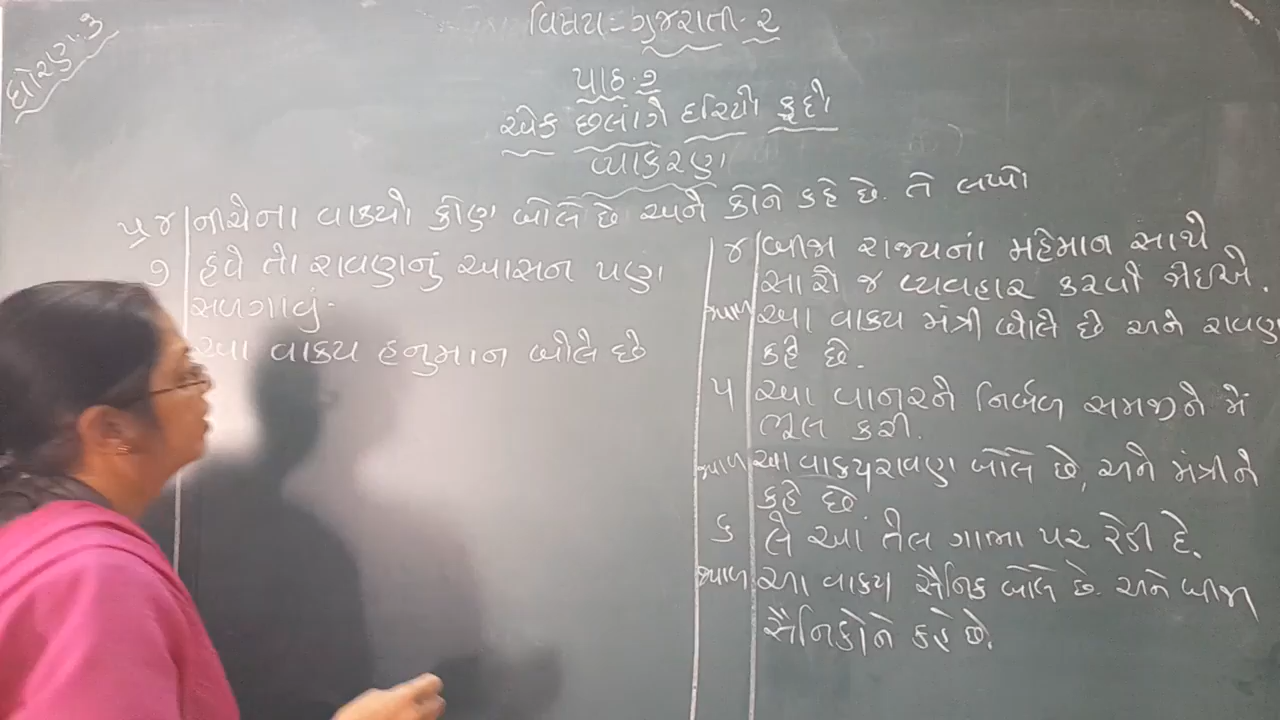 ધોરણ-૩
વિષય = ગુજરાતી-૨
પાઠ-૭
એક છલાંગે દરિયો કૂદ્યો
વ્યાકરણ
પ્ર ૪ નીચેના વાક્યો કોણ બોલે છે અને કોને કહે છે. તે લખો
૭ હવે તો રાવણનું આસન પણ
સળગાવું.
આ વાક્ય હનુમાન બોલે છે
૪ બીજા રાજ્યનાં મહેમાન સાથે
સારો જ વ્યવહાર કરવો જોઈએ.
જવાબ આ વાક્ય મંત્રી બોલે છે અને રાવણ
કહે છે.
૫ આ વાનરને નિર્બળ સમજીને મેં
ભૂલ કરી.
જવાબ આ વાક્ય રાવણ બોલે છે, અને મંત્રીને
કહે છે
૬ લે આં તેલ ગાભા પર રેડી દે.
જવાબ આ વાક્ય સૈનિક બોલે છે. અને બીજા
સૈનિકોને કહે છે.